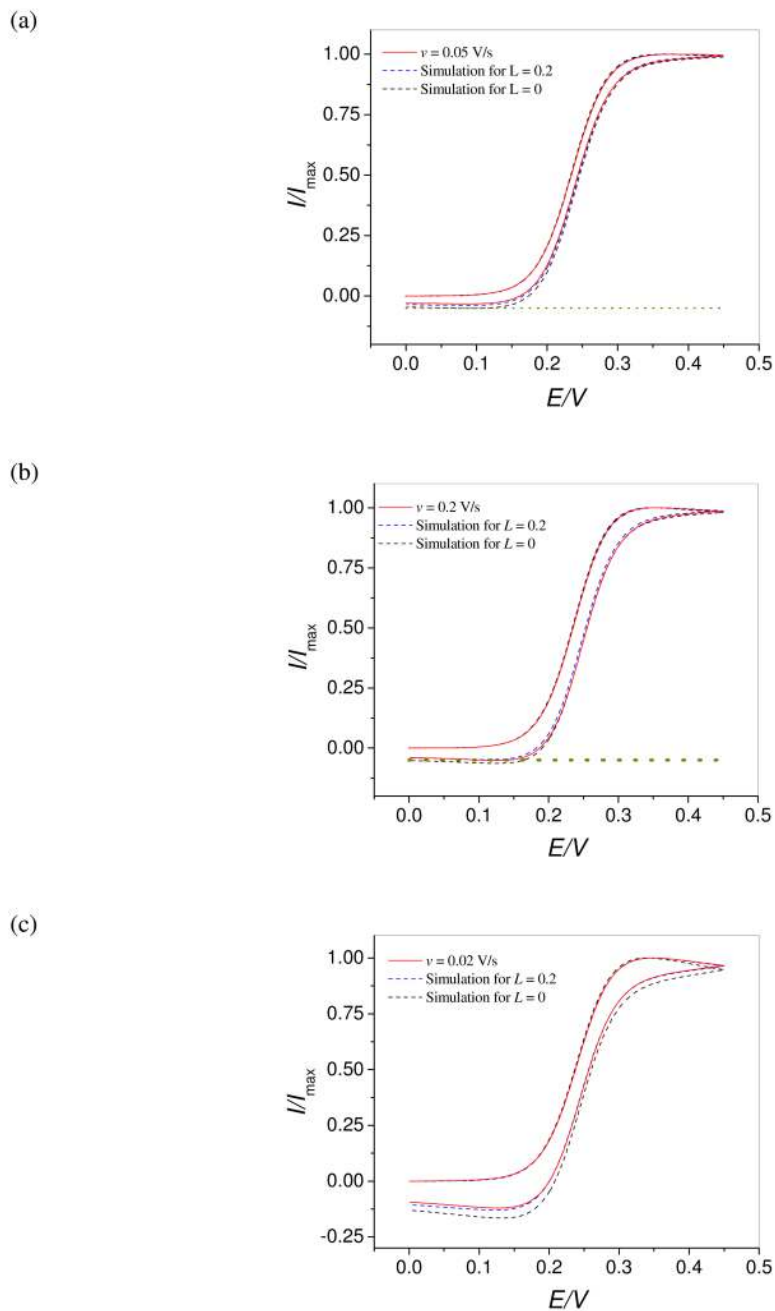 (a)
1.00
0.75
0.50
0.25
0.00
I/Imax
v = 0.05 V/s
Simulation for L = 0.2
Simulation for L = 0
0.0 0.1 0.2 0.3 0.4 0.5
E/V
(b)
1.00
0.75
0.50
0.25
0.00
I/Imax
v = 0.2 V/s
Simulation for L = 0.2
Simulation for L = 0
0.0 0.1 0.2 0.3 0.4 0.5
E/V
(c)
1.00
0.75
0.50
0.25
0.00
-0.25
I/Imax
v = 0.02 V/s
Simulation for L = 0.2
Simulation for L = 0
0.0 0.1 0.2 0.3 0.4 0.5
E/V